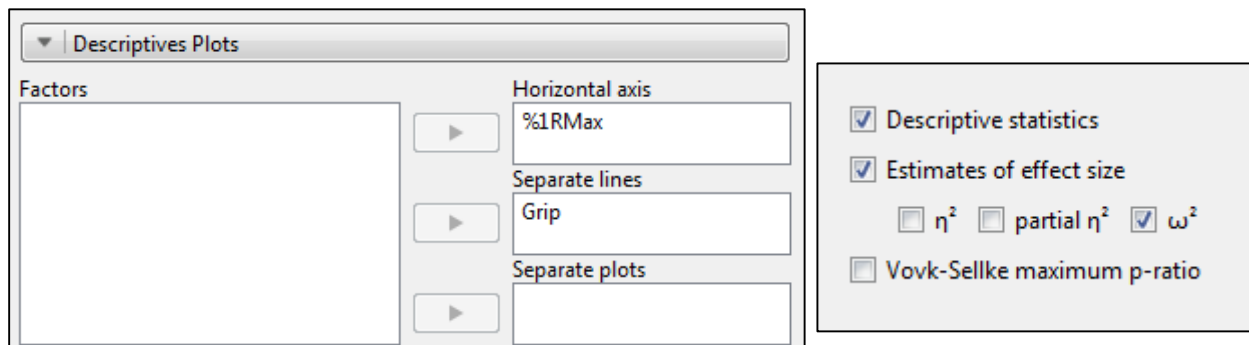 Descriptives Plots
Factors
Horizontal axis
%1RMax
Separate lines
Grip
Separate plots
Descriptive statistics
Estimates of effect size
η² partial η² ω²
Vovk-Sellke maximum p-ratio